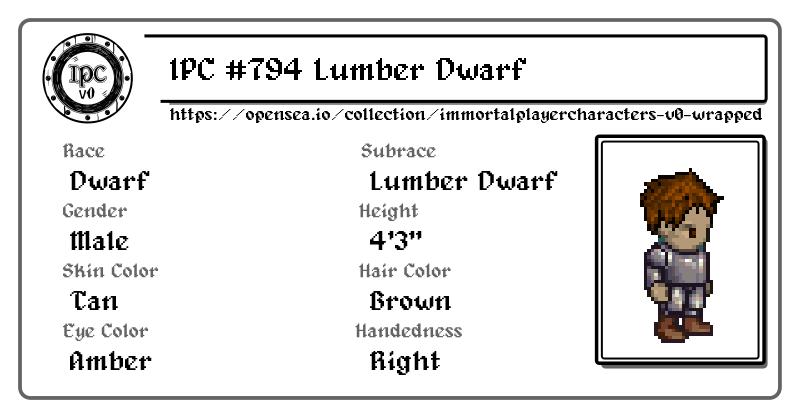 IPC v0
IPC #794 Lumber Dwarf
https://opensea.io/collection/immortalplayercharacters-v0-wrapped
Race
Dwarf
Subrace
Lumber Dwarf
Gender
Male
Height
4'3"
Skin Color
Tan
Hair Color
Brown
Eye Color
Amber
Handedness
Right